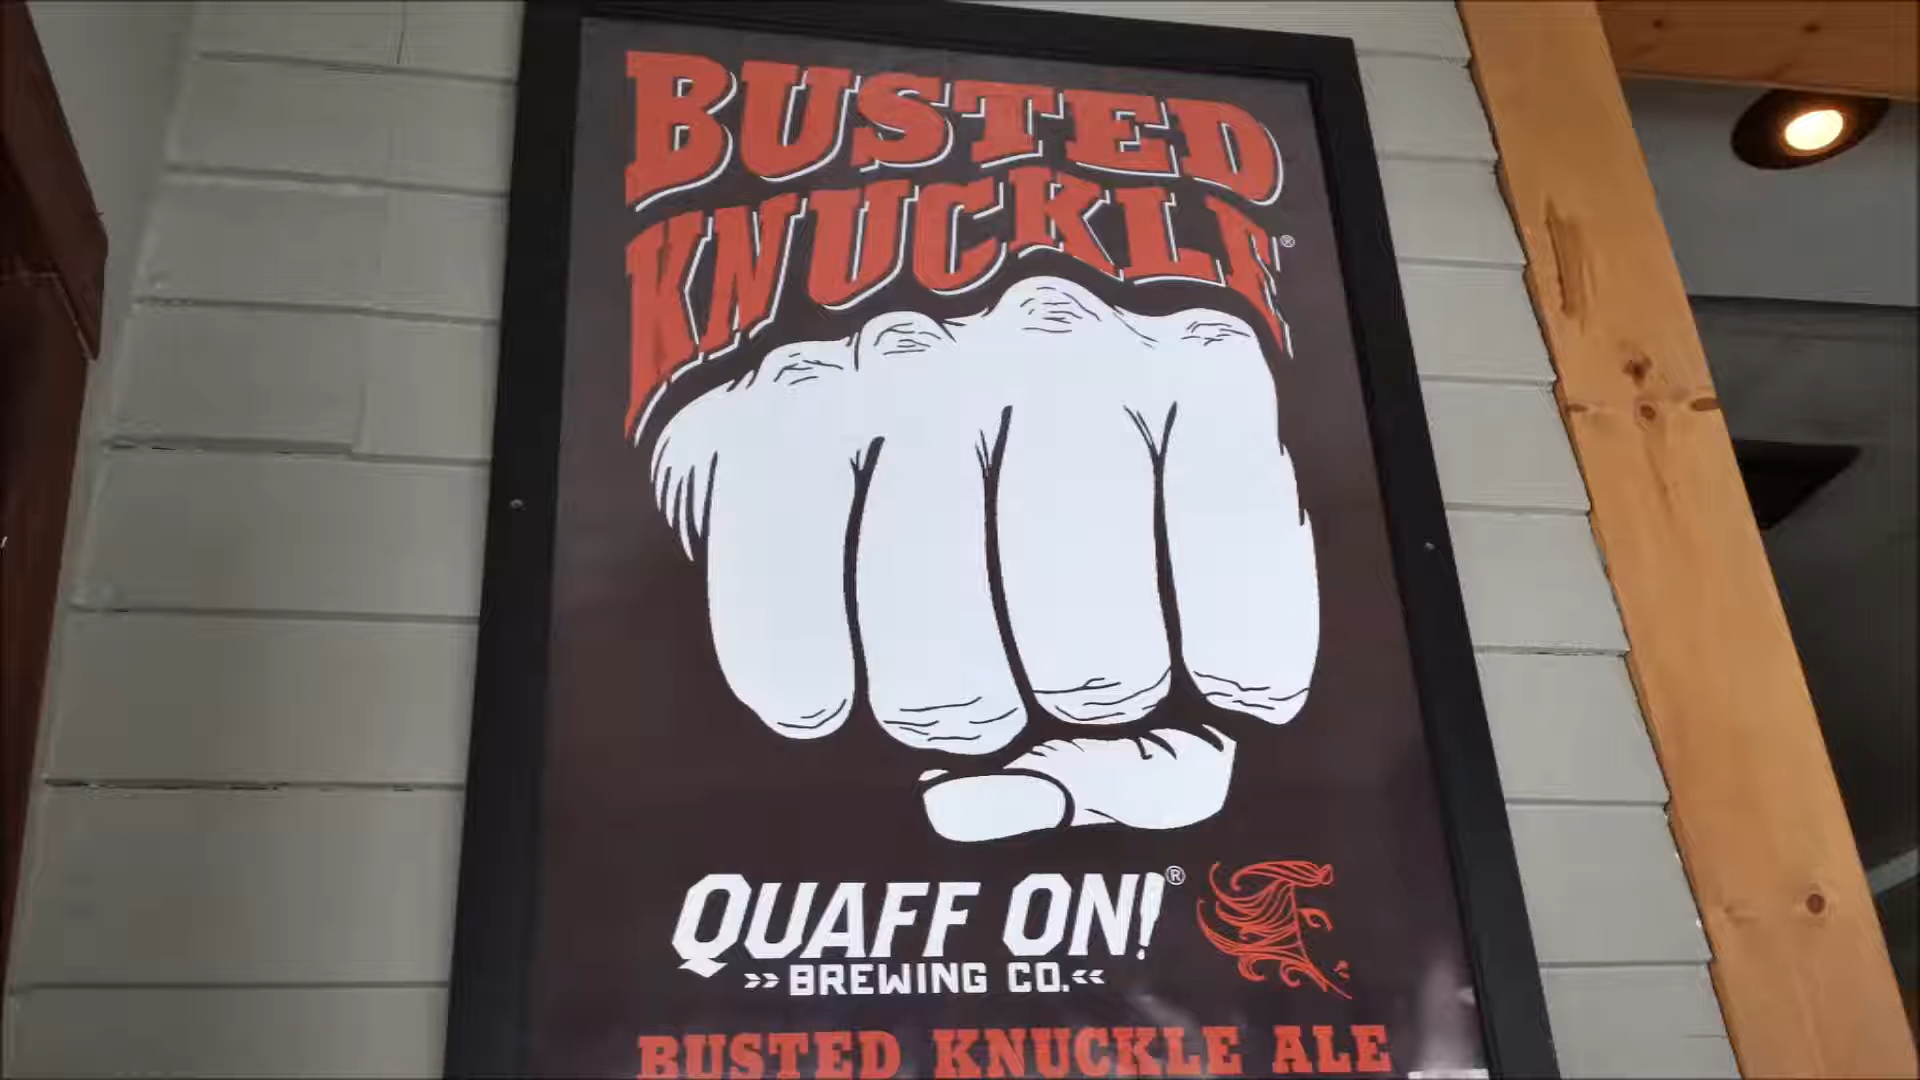 BUSTED
KNUCKLE®
QUAFF ON!®
»BREWING CO.«
BUSTED KNUCKLE ALE